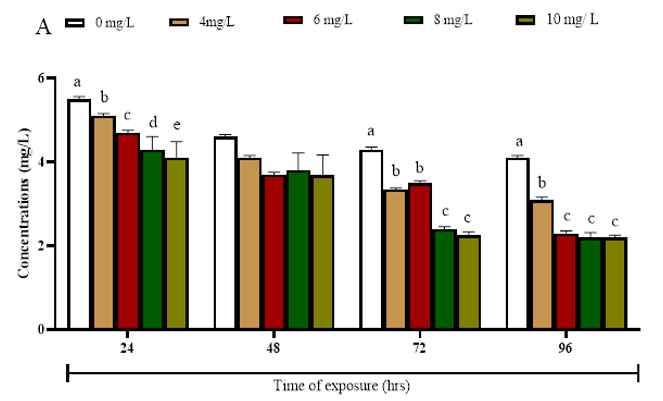 A
0 mg/L 4mg/L 6 mg/L 8 mg/L 10 mg/ L
Concentrations (mg/L)
6
4
2
0
a b c d e
a b b c c
a b c c c
24 48 72 96
Time of exposure (hrs)